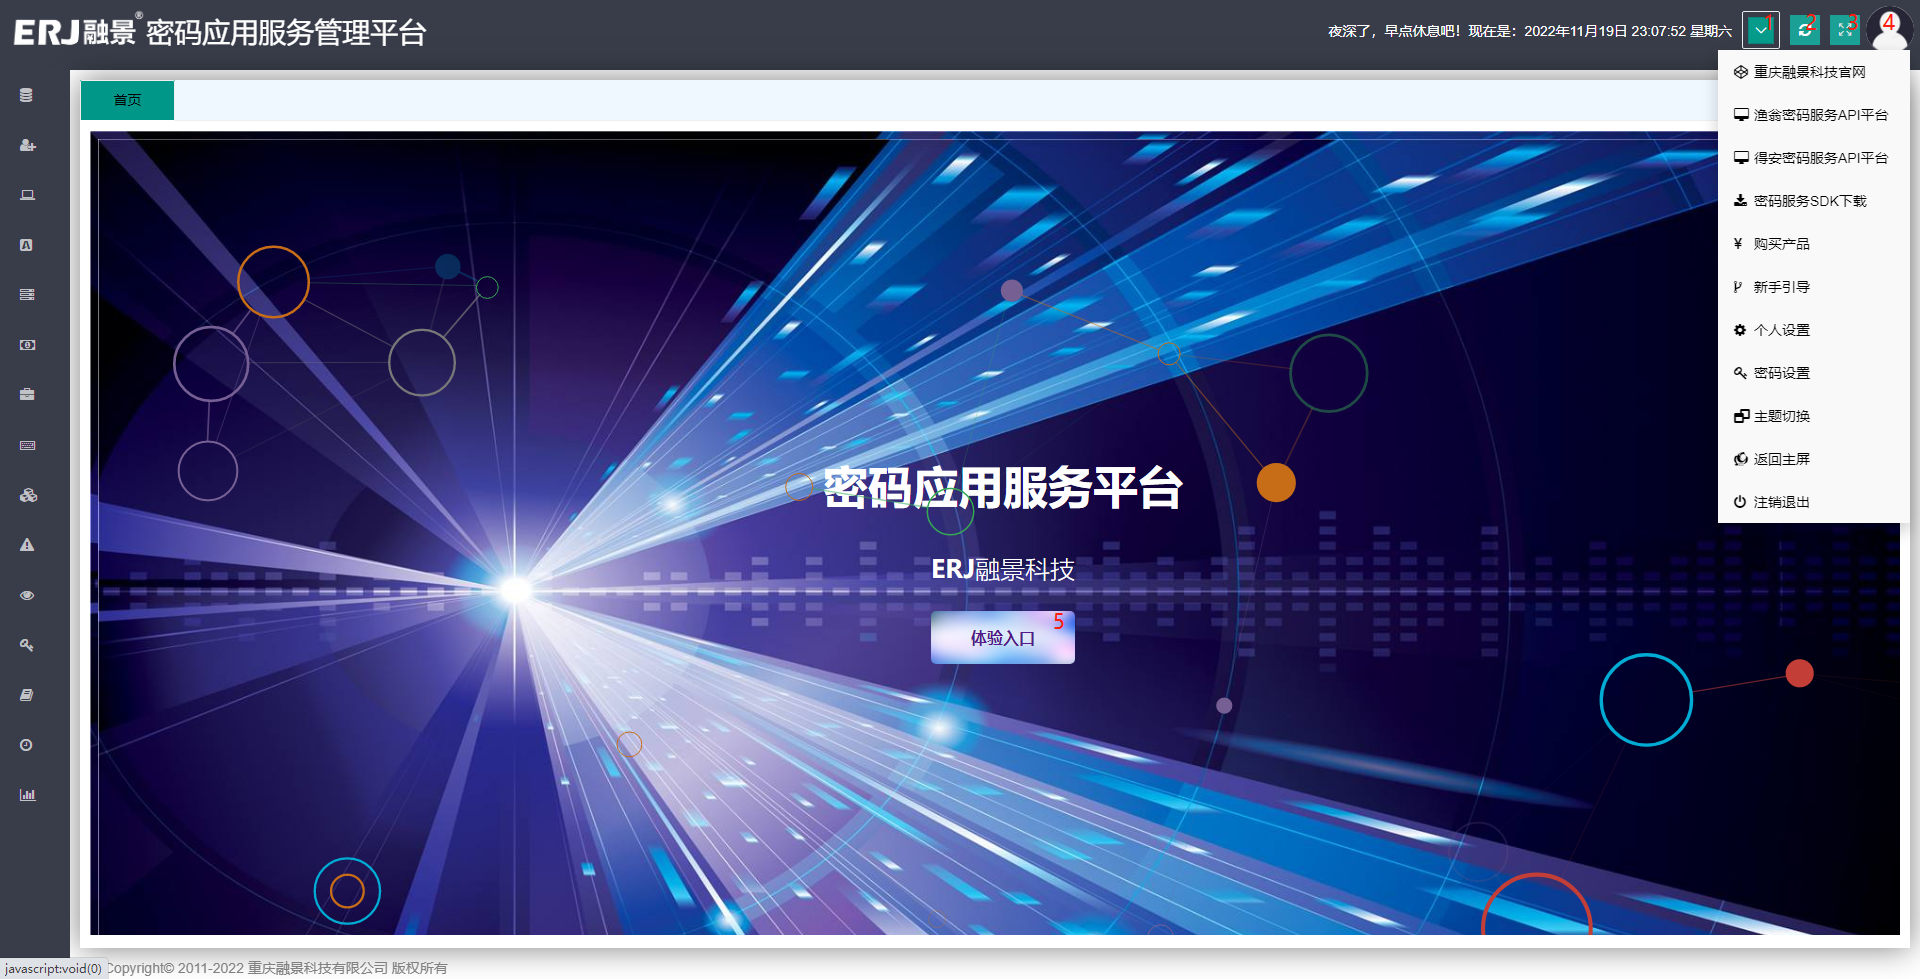 ERJ融景® 密码应用服务管理平台
夜深了，早点休息吧！现在是：2022年11月19日 23:07:52 星期六
1
2
3
4
首页
重庆融景科技官网
渔翁密码服务API平台
得安密码服务API平台
密码服务SDK下载
购买产品
新手引导
个人设置
密码设置
主题切换
返回主屏
注销退出
密码应用服务平台
ERJ融景科技
体验入口
5
javascript:void(0)
Copyright© 2011-2022 重庆融景科技有限公司 版权所有